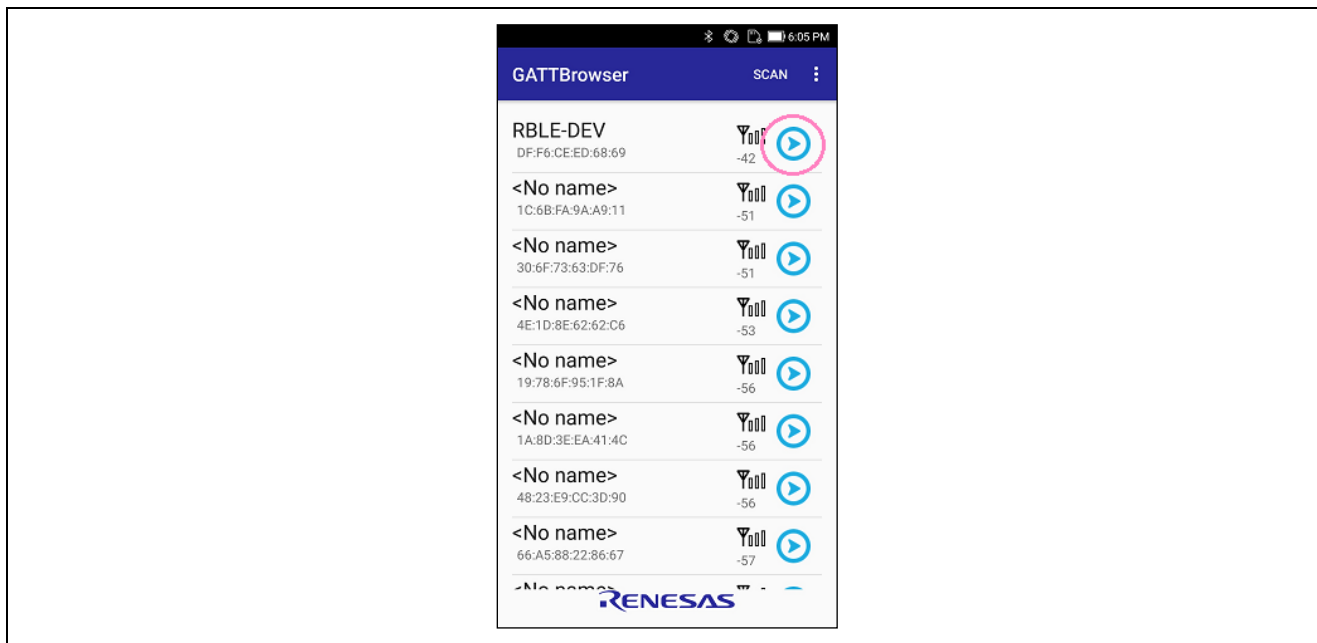 6:05 PM
GATTBrowser SCAN
RBLE-DEV
DF:F6:CE:ED:68:69
-42
<No name>
1C:6B:FA:9A:A9:11
-51
<No name>
30:6F:73:63:DF:76
-51
<No name>
4E:1D:8E:62:62:C6
-53
<No name>
19:78:6F:95:1F:8A
-56
<No name>
1A:8D:3E:EA:41:4C
-56
<No name>
48:23:E9:CC:3D:90
-56
<No name>
66:A5:88:22:86:67
-57
<No name>
RENESAS